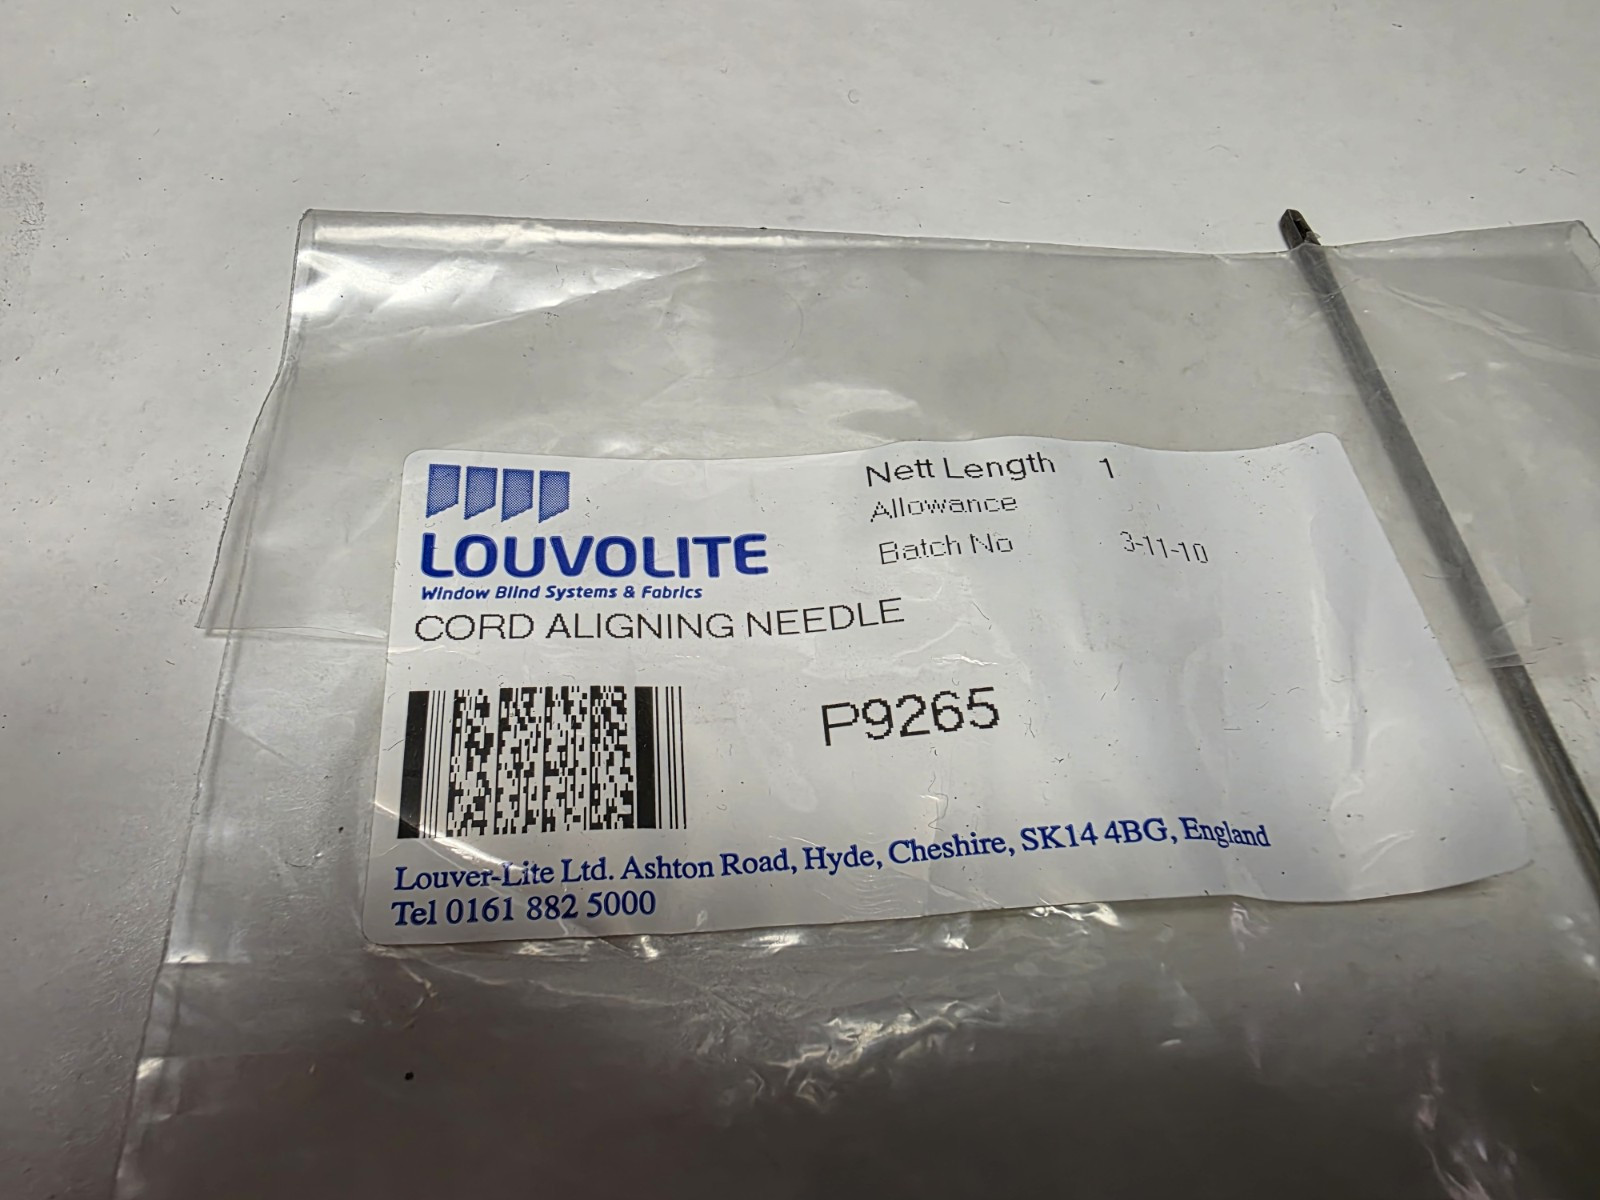 LOUVOLITE
Window Blind Systems & Fabrics
CORD ALIGNING NEEDLE
Nett Length 1
Allowance
Batch No 3-11-10
P9265
Louver-Lite Ltd. Ashton Road, Hyde, Cheshire, SK14 4BG, England
Tel 0161 882 5000